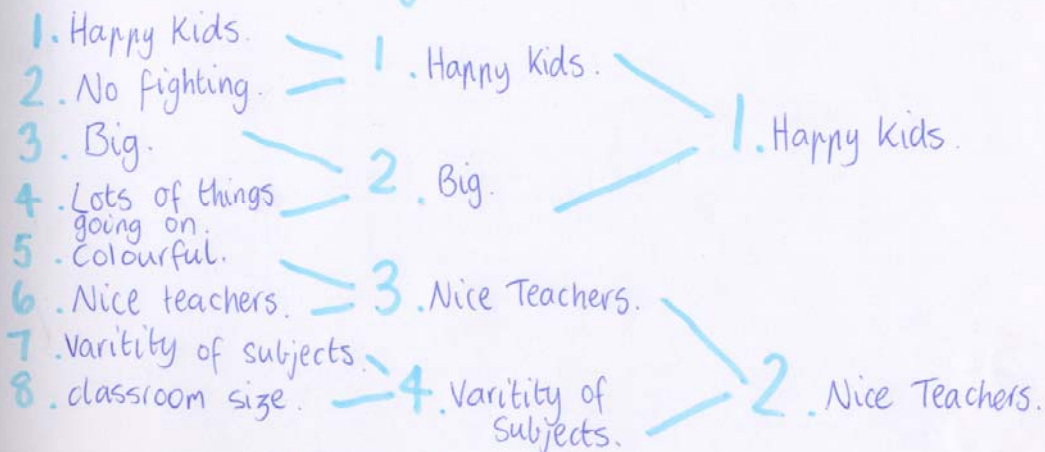 1. Happy Kids.
2. No fighting.
3. Big.
4. Lots of things
going on.
5. Colourful.
6. Nice teachers.
7. Varitity of subjects.
8. classroom size.
1. Happy Kids.
2. Big.
3. Nice Teachers.
4. Varitity of
Subjects.
1. Happy Kids.
2. Nice Teachers.